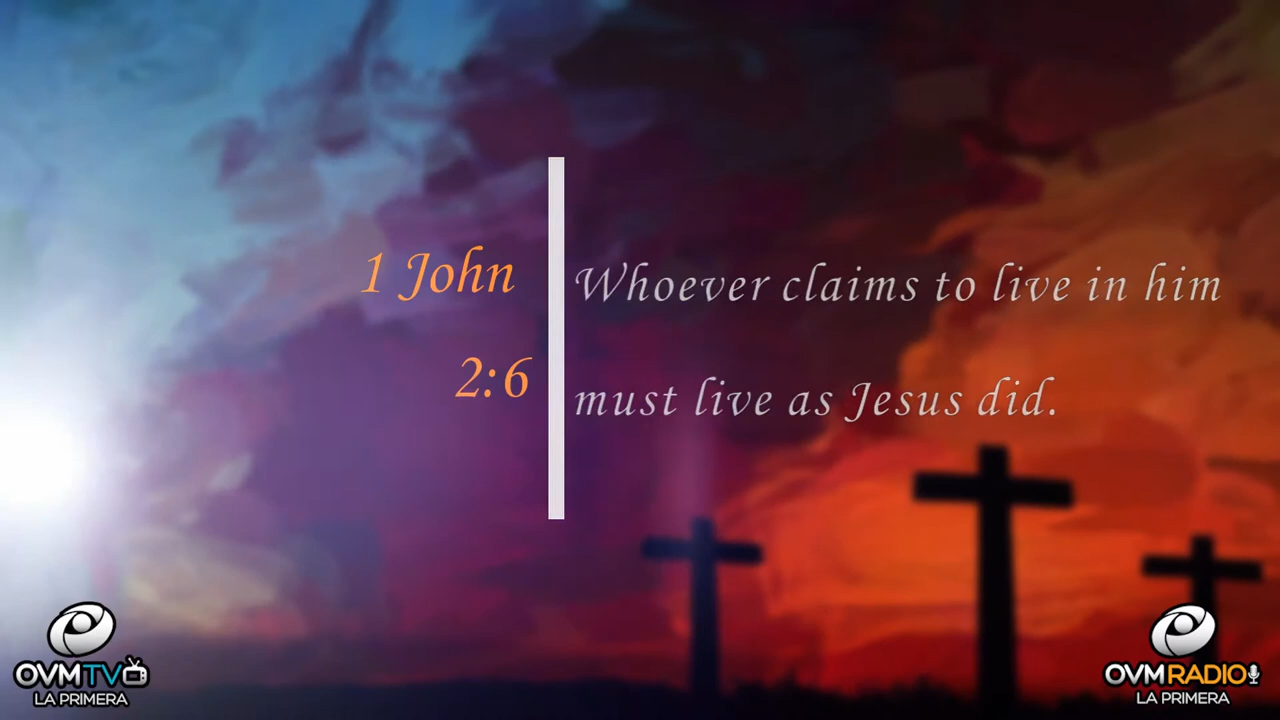 1 John
2:6
Whoever claims to live in him
must live as Jesus did.
OVMTV
LA PRIMERA
OVMRADIO
LA PRIMERA